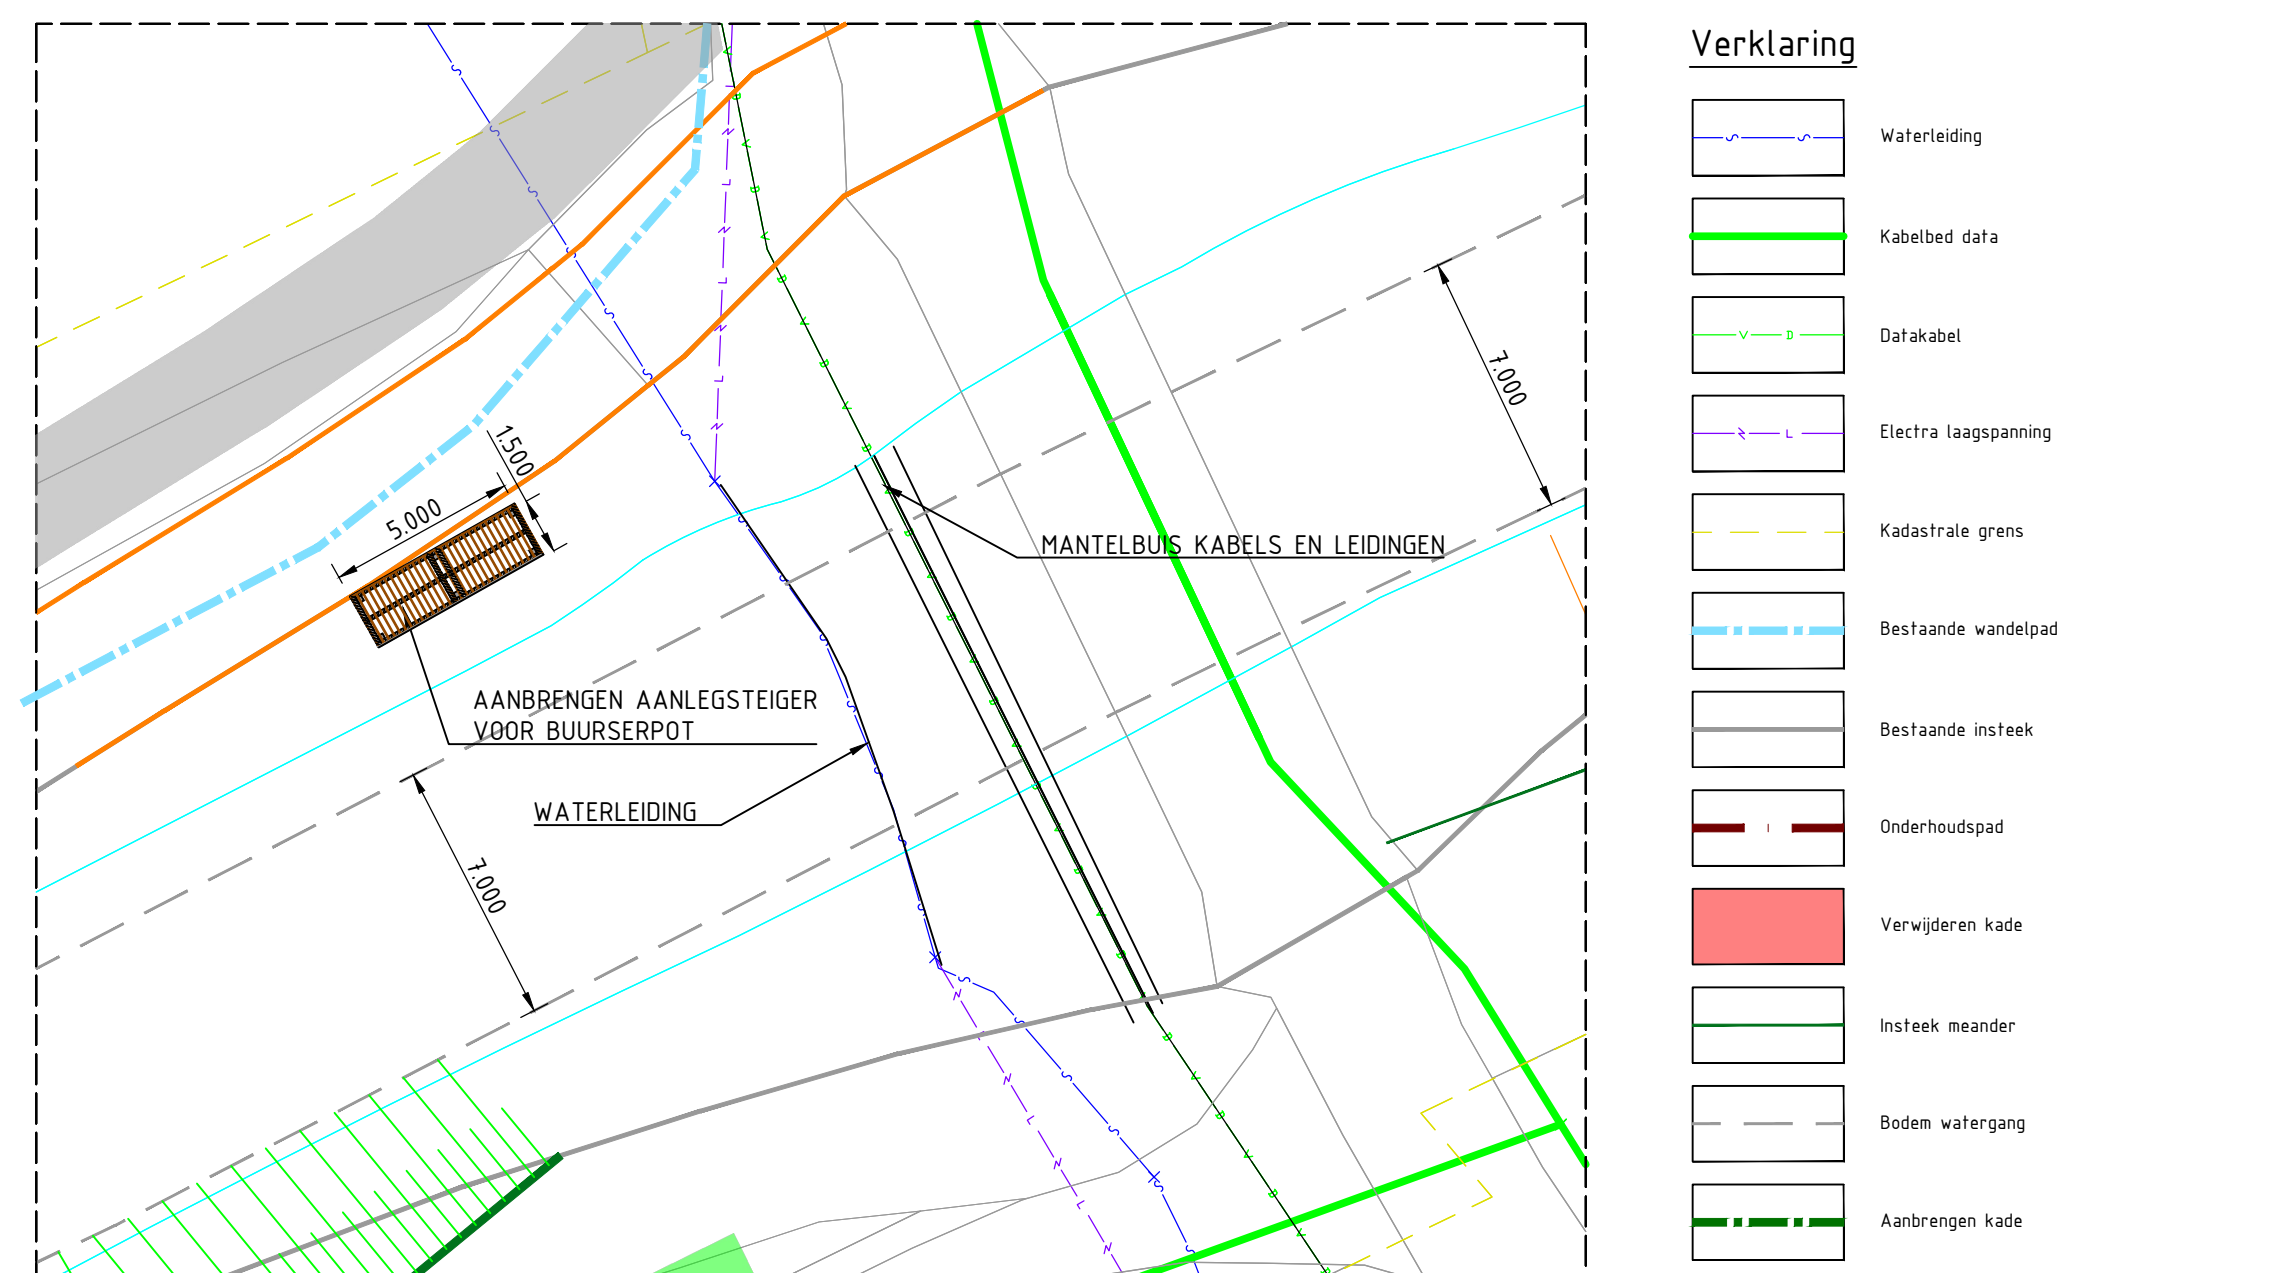 Verklaring
Waterleiding
Kabelbed data
V D
Datakabel
L
Electra laagspanning
Kadastrale grens
Bestaande wandelpad
Bestaande insteek
Onderhoudspad
Verwijderen kade
Insteek meander
Bodem watergang
Aanbrengen kade
7.000
1.500
5.000
MANTELBUIS KABELS EN LEIDINGEN
AANBRENGEN AANLEGSTEIGER
VOOR BUURSERPOT
WATERLEIDING
7.000